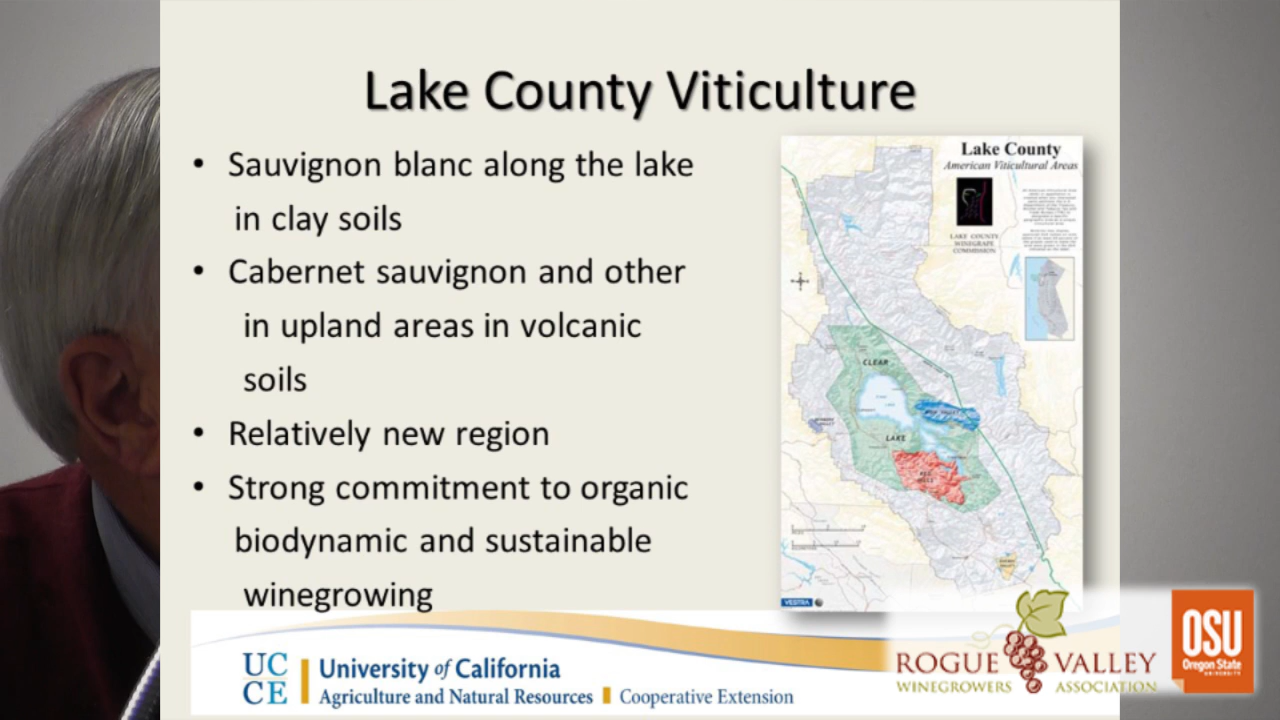 Lake County Viticulture
• Sauvignon blanc along the lake
in clay soils
• Cabernet sauvignon and other
in upland areas in volcanic
soils
• Relatively new region
• Strong commitment to organic
biodynamic and sustainable
winegrowing
Lake County
American Viticultural Areas
LAKE COUNTY
WINEGRAPE
COMMISSION
CLEAR
LAKE
VESTRA
UC
CE
University of California
Agriculture and Natural Resources
Cooperative Extension
ROGUE VALLEY
WINEGROWERS ASSOCIATION
OSU
Oregon State
UNIVERSITY